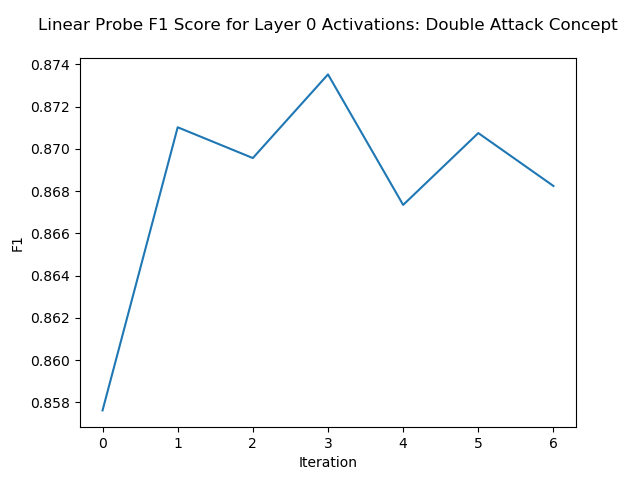 Linear Probe F1 Score for Layer 0 Activations: Double Attack Concept
0.874
0.872
0.870
0.868
0.866
0.864
0.862
0.860
0.858
F1
0 1 2 3 4 5 6
Iteration